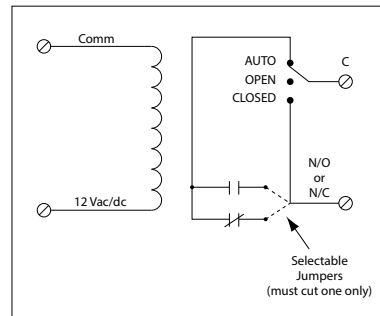 Comm
12 Vac/dc
AUTO
OPEN
CLOSED
C
N/O
or
N/C
Selectable
Jumpers
(must cut one only)